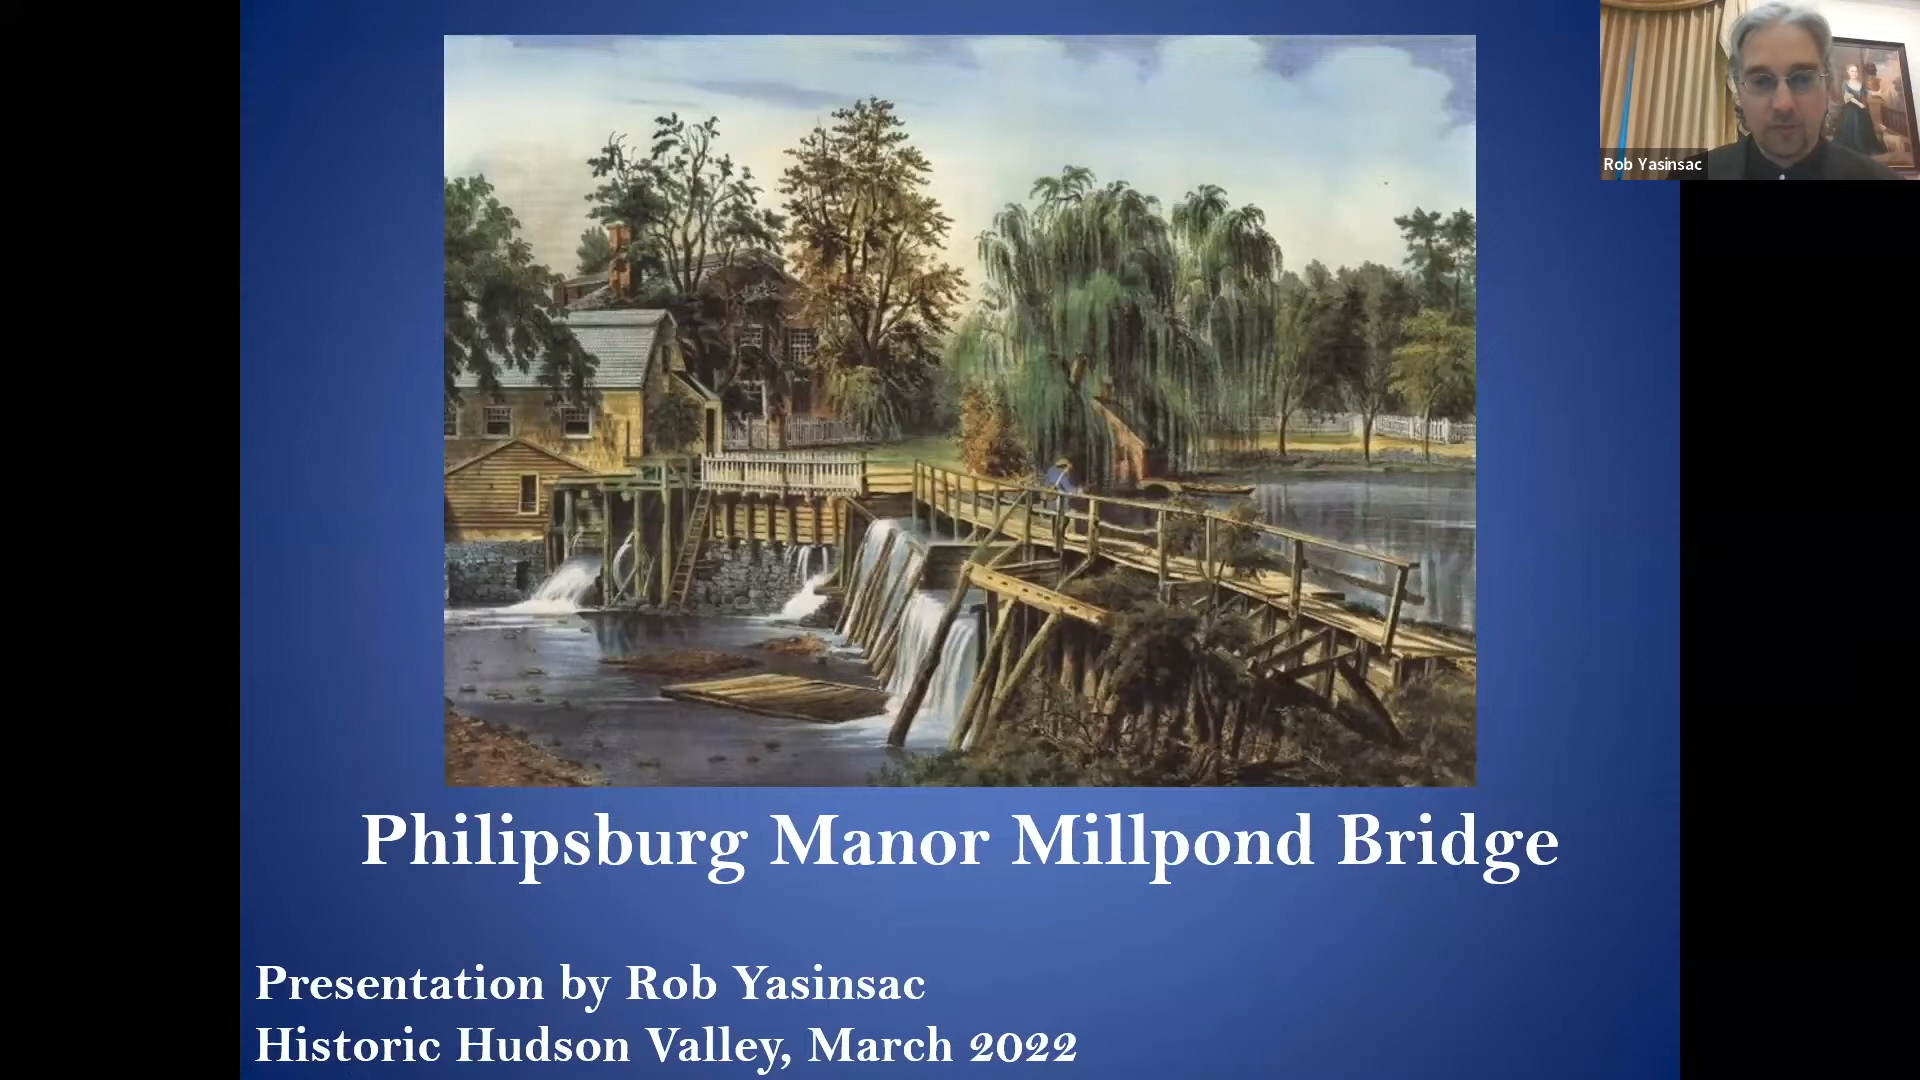 Rob Yasinsac
Philipsburg Manor Millpond Bridge
Presentation by Rob Yasinsac
Historic Hudson Valley, March 2022